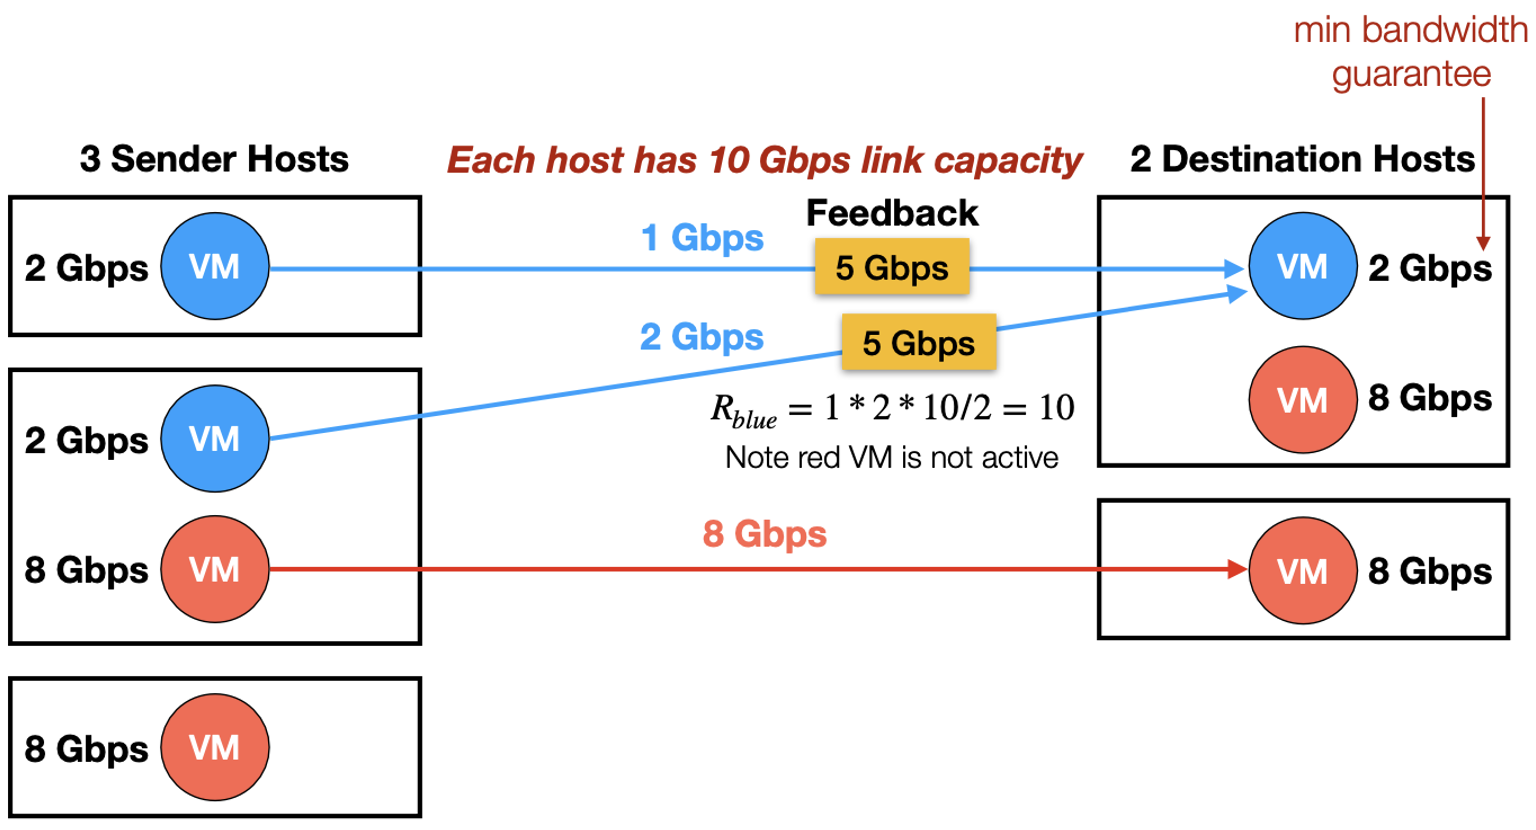 min bandwidth
guarantee
3 Sender Hosts
Each host has 10 Gbps link capacity
2 Destination Hosts
Feedback
2 Gbps
VM
1 Gbps
5 Gbps
VM
2 Gbps
2 Gbps
5 Gbps
2 Gbps
VM
R_{blue} = 1 * 2 * 10/2 = 10
VM
8 Gbps
Note red VM is not active
8 Gbps
8 Gbps
VM
VM
8 Gbps
8 Gbps
VM